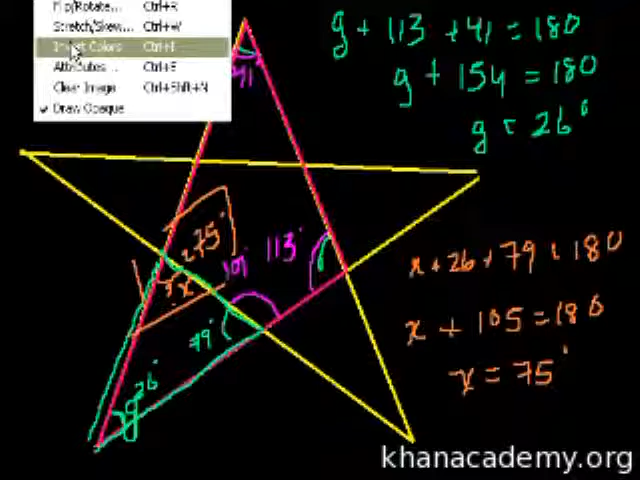 Flip/Rotate... Ctrl+R
Stretch/Skew... Ctrl+W
Invert Colors Ctrl+I
Attributes... Ctrl+E
Clear Image Ctrl+Shft+N
Draw Opaque
g + 113 + 41 = 180
g + 154 = 180
g = 26°
41
75°
101°
113°
x
79°
26°
g
x + 26 + 79 = 180
x + 105 = 180
x = 75°
khanacademy.org